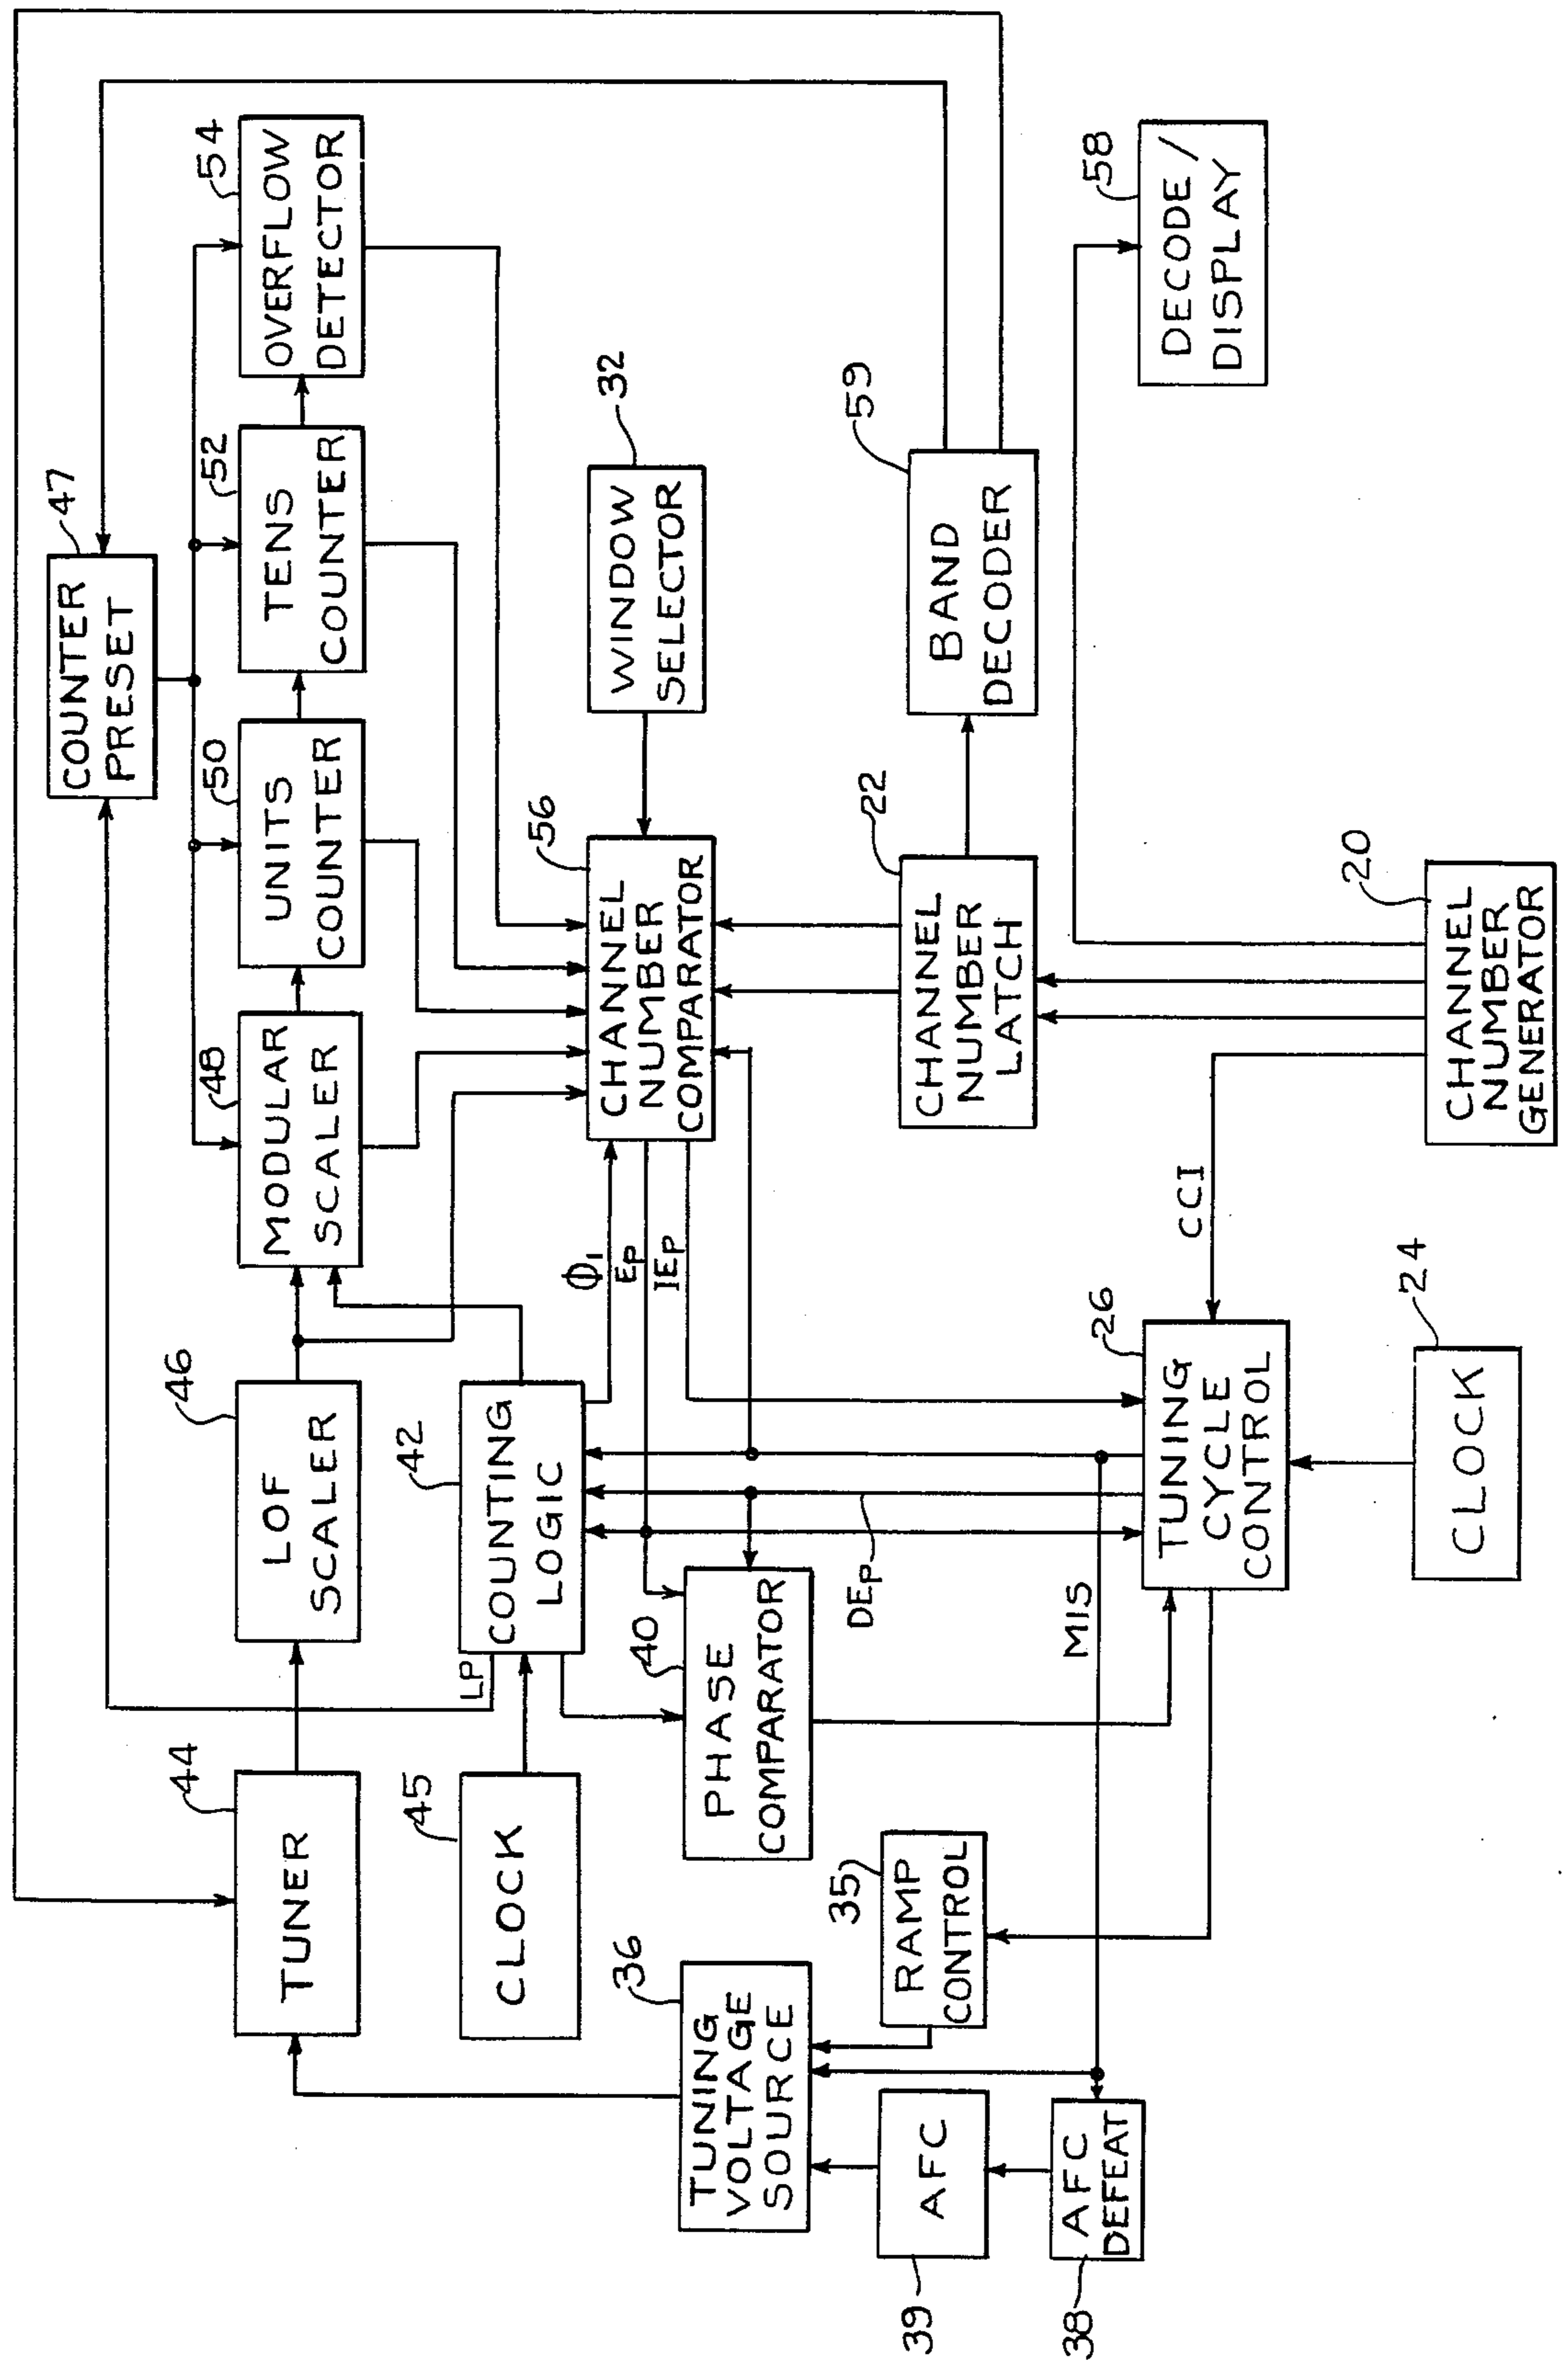 COUNTER
PRESET
47
TUNER
44
LOF
SCALER
46
MODULAR
SCALER
48
UNITS
COUNTER
50
TENS
COUNTER
52
OVERFLOW
DETECTOR
54
CLOCK
45
COUNTING
LOGIC
42
LP
Φ1
EP
IEP
CHANNEL
NUMBER
COMPARATOR
56
WINDOW
SELECTOR
32
TUNING
VOLTAGE
SOURCE
36
PHASE
COMPARATOR
40
DEP
MIS
AFC
39
RAMP
CONTROL
35
CHANNEL
NUMBER
LATCH
22
BAND
DECODER
59
AFC
DEFEAT
38
TUNING
CYCLE
CONTROL
26
CCI
DECODE /
DISPLAY
58
CLOCK
24
CHANNEL
NUMBER
GENERATOR
20